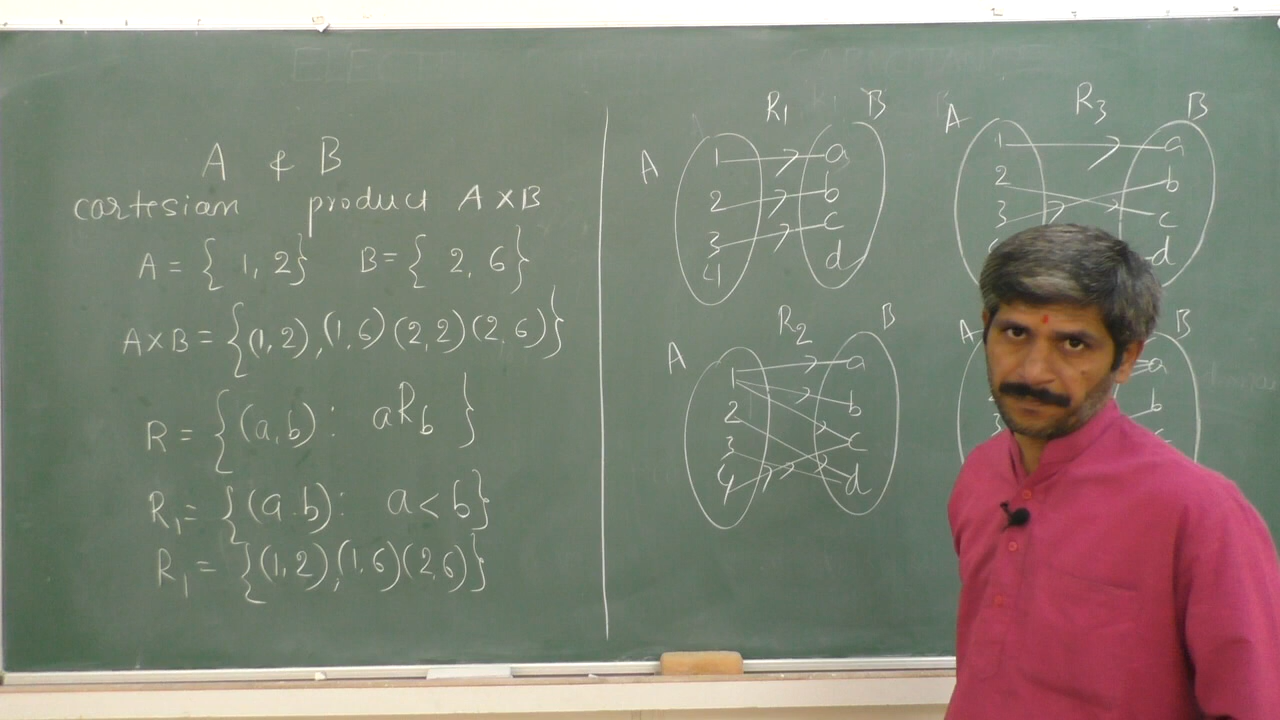 A & B
cartesian product A×B
A = { 1, 2} B = { 2, 6}
A×B = {(1, 2), (1, 6) (2, 2) (2, 6)}
R = {(a, b) : aRb }
R₁ = {(a.b) : a < b}
R₁ = {(1, 2), (1, 6) (2, 6)}
A R₁ B
1 a
2 b
3 c
4 d
A R₂ B
1 a
2 b
3 c
4 d
A R₃ B
1 a
2 b
3 c
d
A B
a
b